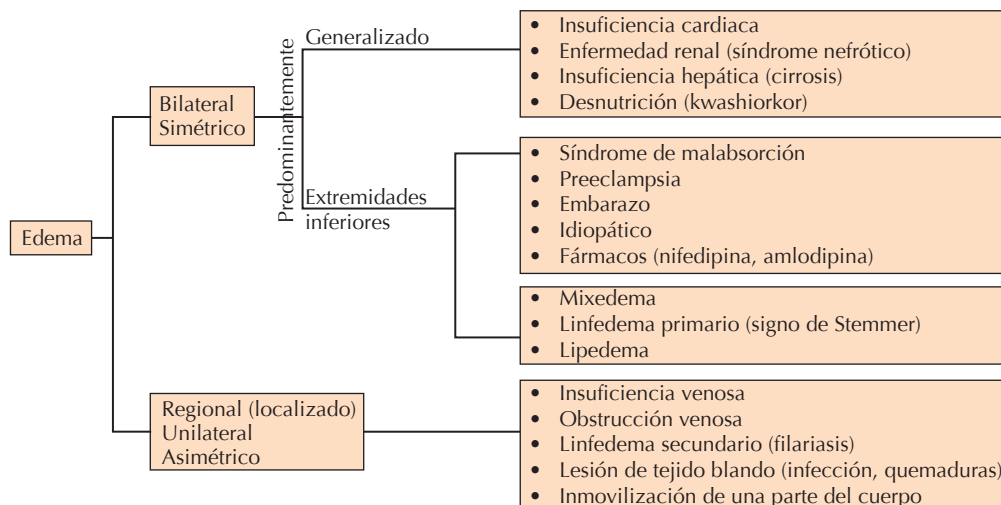 Edema
Bilateral
Simétrico
Predominantemente
Generalizado
• Insuficiencia cardiaca
• Enfermedad renal (síndrome nefrótico)
• Insuficiencia hepática (cirrosis)
• Desnutrición (kwashiorkor)
Extremidades
inferiores
• Síndrome de malabsorción
• Preeclampsia
• Embarazo
• Idiopático
• Fármacos (nifedipina, amlodipina)
• Mixedema
• Linfedema primario (signo de Stemmer)
• Lipedema
Regional (localizado)
Unilateral
Asimétrico
• Insuficiencia venosa
• Obstrucción venosa
• Linfedema secundario (filariasis)
• Lesión de tejido blando (infección, quemaduras)
• Inmovilización de una parte del cuerpo